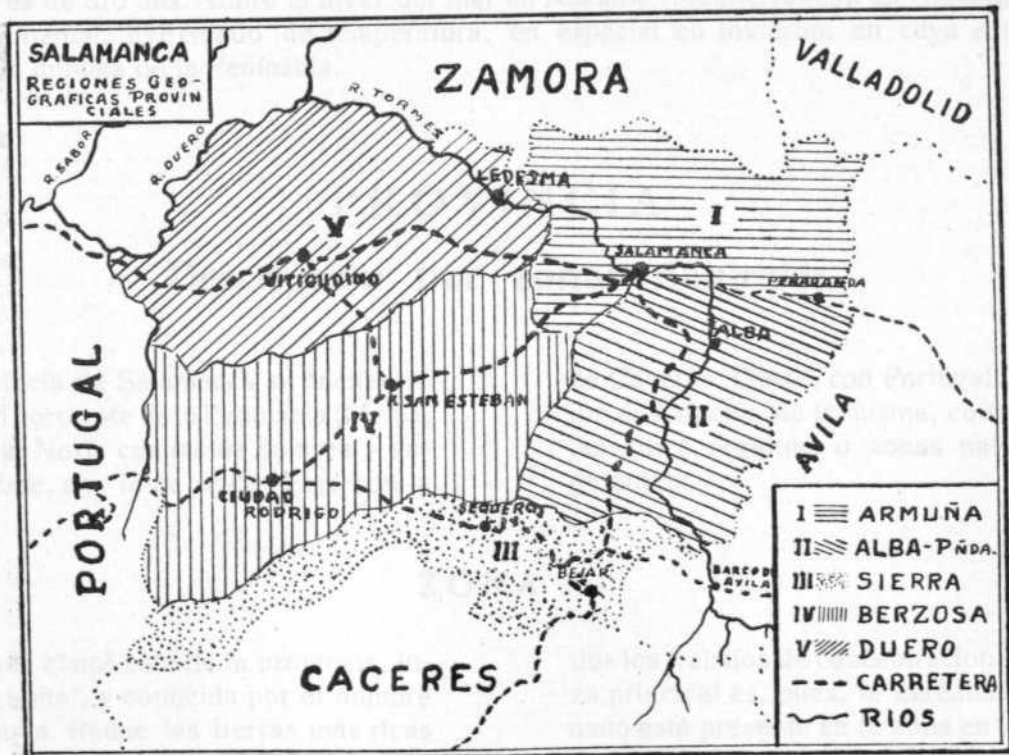 SALAMANCA
REGIONES GEO-
GRAFICAS PROVIN
CIALES
ZAMORA
VALLADOLID
R. SABOR
R. DUERO
R. TORMES
LEDESMA
I
V
SALAMANCA
VITIGUDINO
PEÑARANDA
ALBA
PORTUGAL
F. SAN ESTEBAN
IV
II
AVILA
CIUDAD
RODRIGO
SEQUEROS
III
BEJAR
BARCO DE
AVILA
CACERES
I ARMUÑA
II ALBA-PÑDA.
III SIERRA
IV BERZOSA
V DUERO
CARRETERA
RIOS